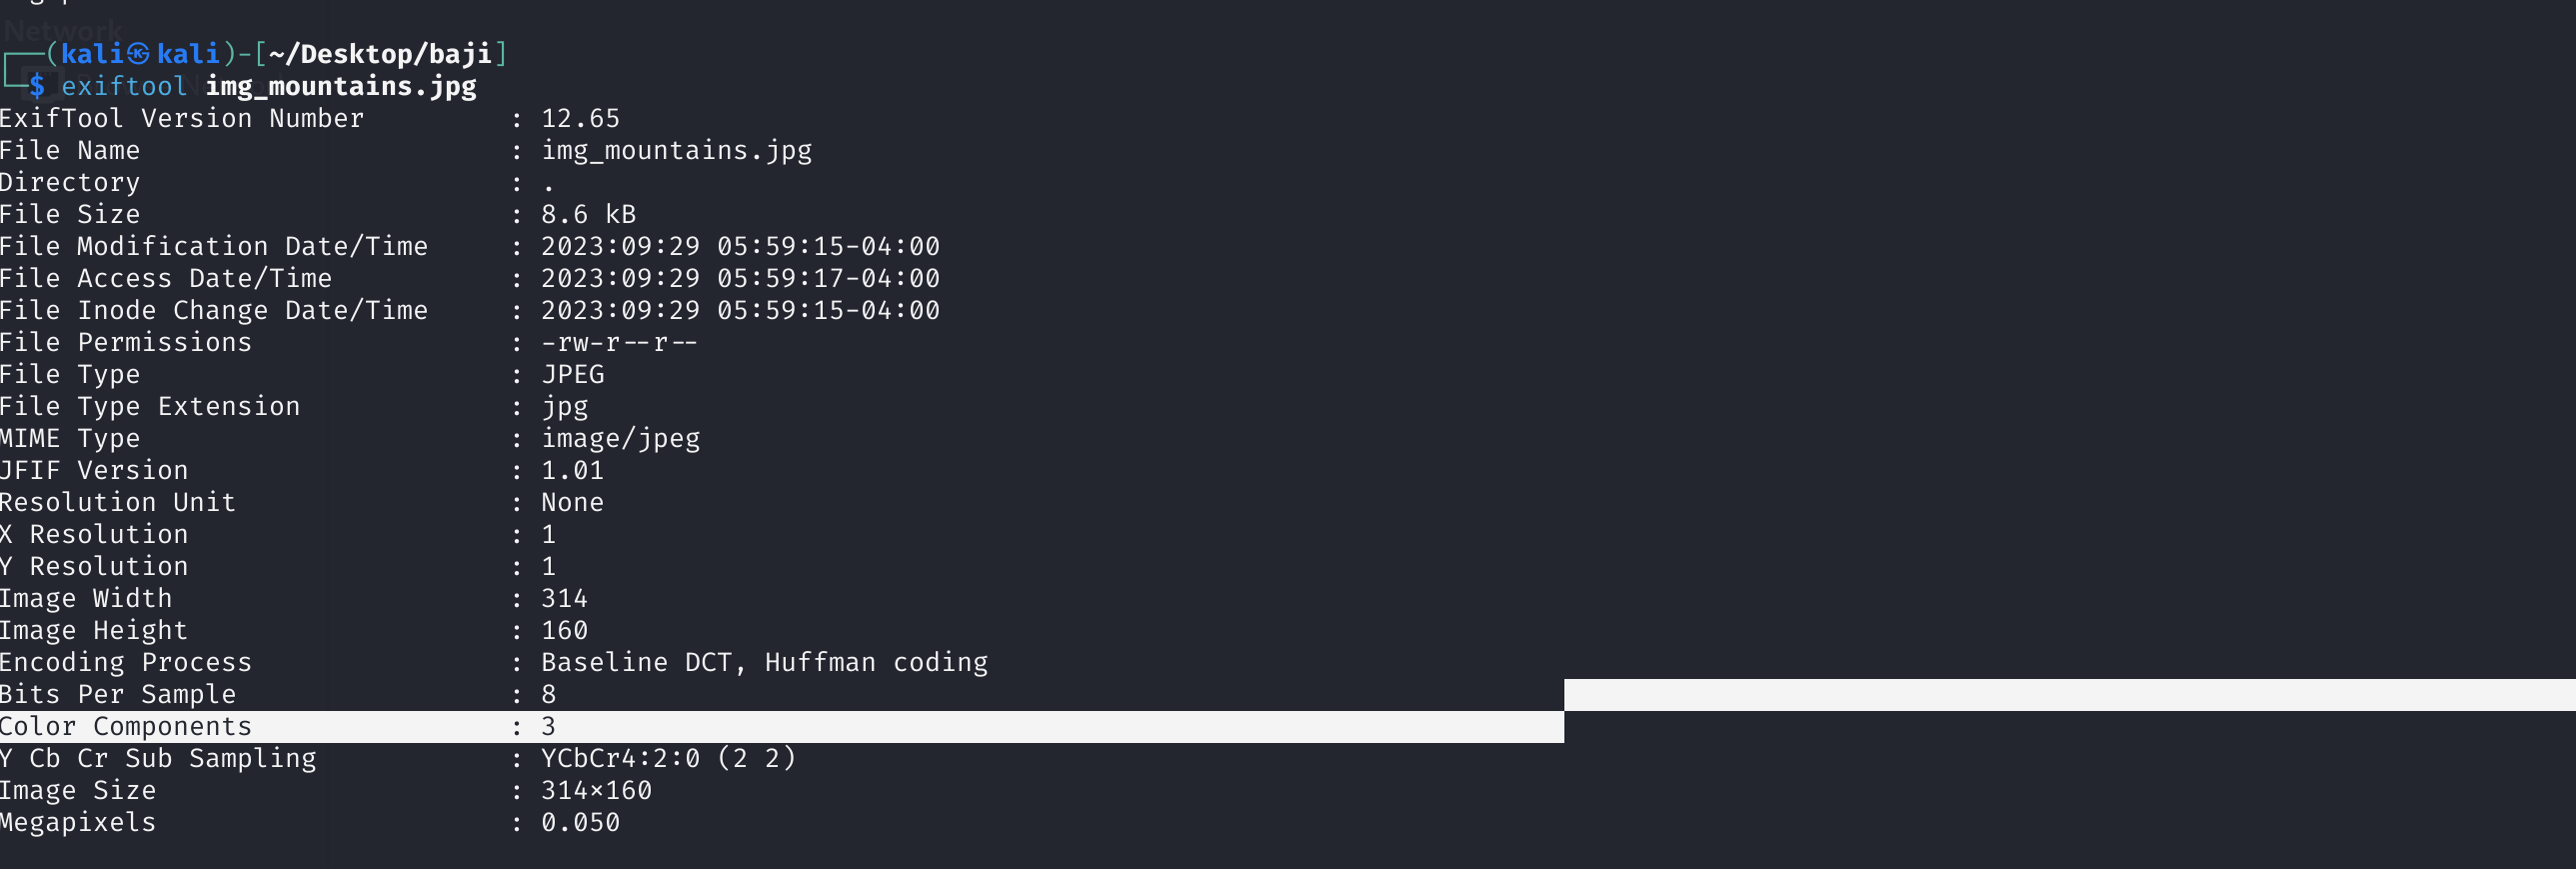 Network
┌──(kali㉿kali)-[~/Desktop/baji]
└─$ exiftool img_mountains.jpg
ExifTool Version Number : 12.65
File Name : img_mountains.jpg
Directory : .
File Size : 8.6 kB
File Modification Date/Time : 2023:09:29 05:59:15-04:00
File Access Date/Time : 2023:09:29 05:59:17-04:00
File Inode Change Date/Time : 2023:09:29 05:59:15-04:00
File Permissions : -rw-r--r--
File Type : JPEG
File Type Extension : jpg
MIME Type : image/jpeg
JFIF Version : 1.01
Resolution Unit : None
X Resolution : 1
Y Resolution : 1
Image Width : 314
Image Height : 160
Encoding Process : Baseline DCT, Huffman coding
Bits Per Sample : 8
Color Components : 3
Y Cb Cr Sub Sampling : YCbCr4:2:0 (2 2)
Image Size : 314×160
Megapixels : 0.050